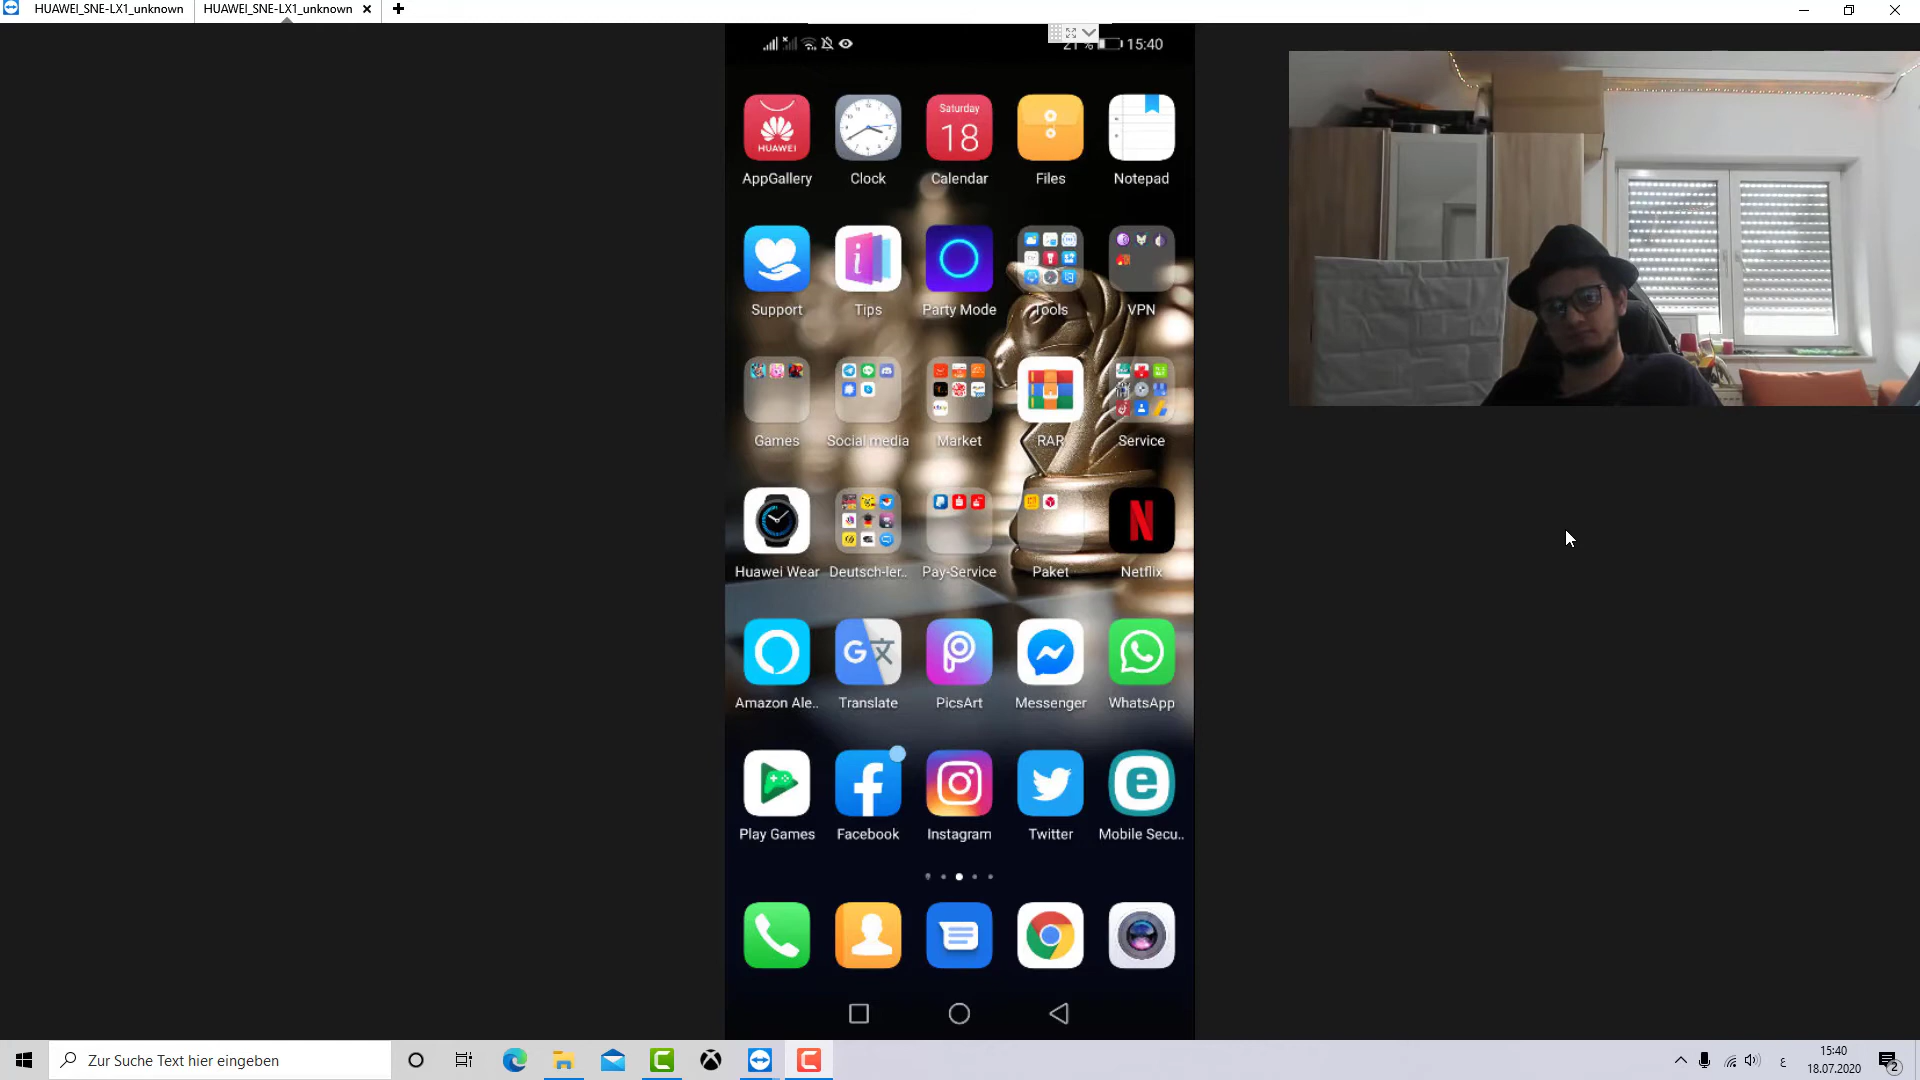 HUAWEI_SNE-LX1_unknown HUAWEI_SNE-LX1_unknown
21 % 15:40
HUAWEI
Saturday
18
AppGallery Clock Calendar Files Notepad
Support Tips Party Mode Tools VPN
Games Social media Market RAR Service
N
Huawei Wear Deutsch-ler.. Pay-Service Paket Netflix
G
Amazon Ale.. Translate PicsArt Messenger WhatsApp
Play Games Facebook Instagram Twitter Mobile Secu..
Zur Suche Text hier eingeben
ع
15:40
18.07.2020
2